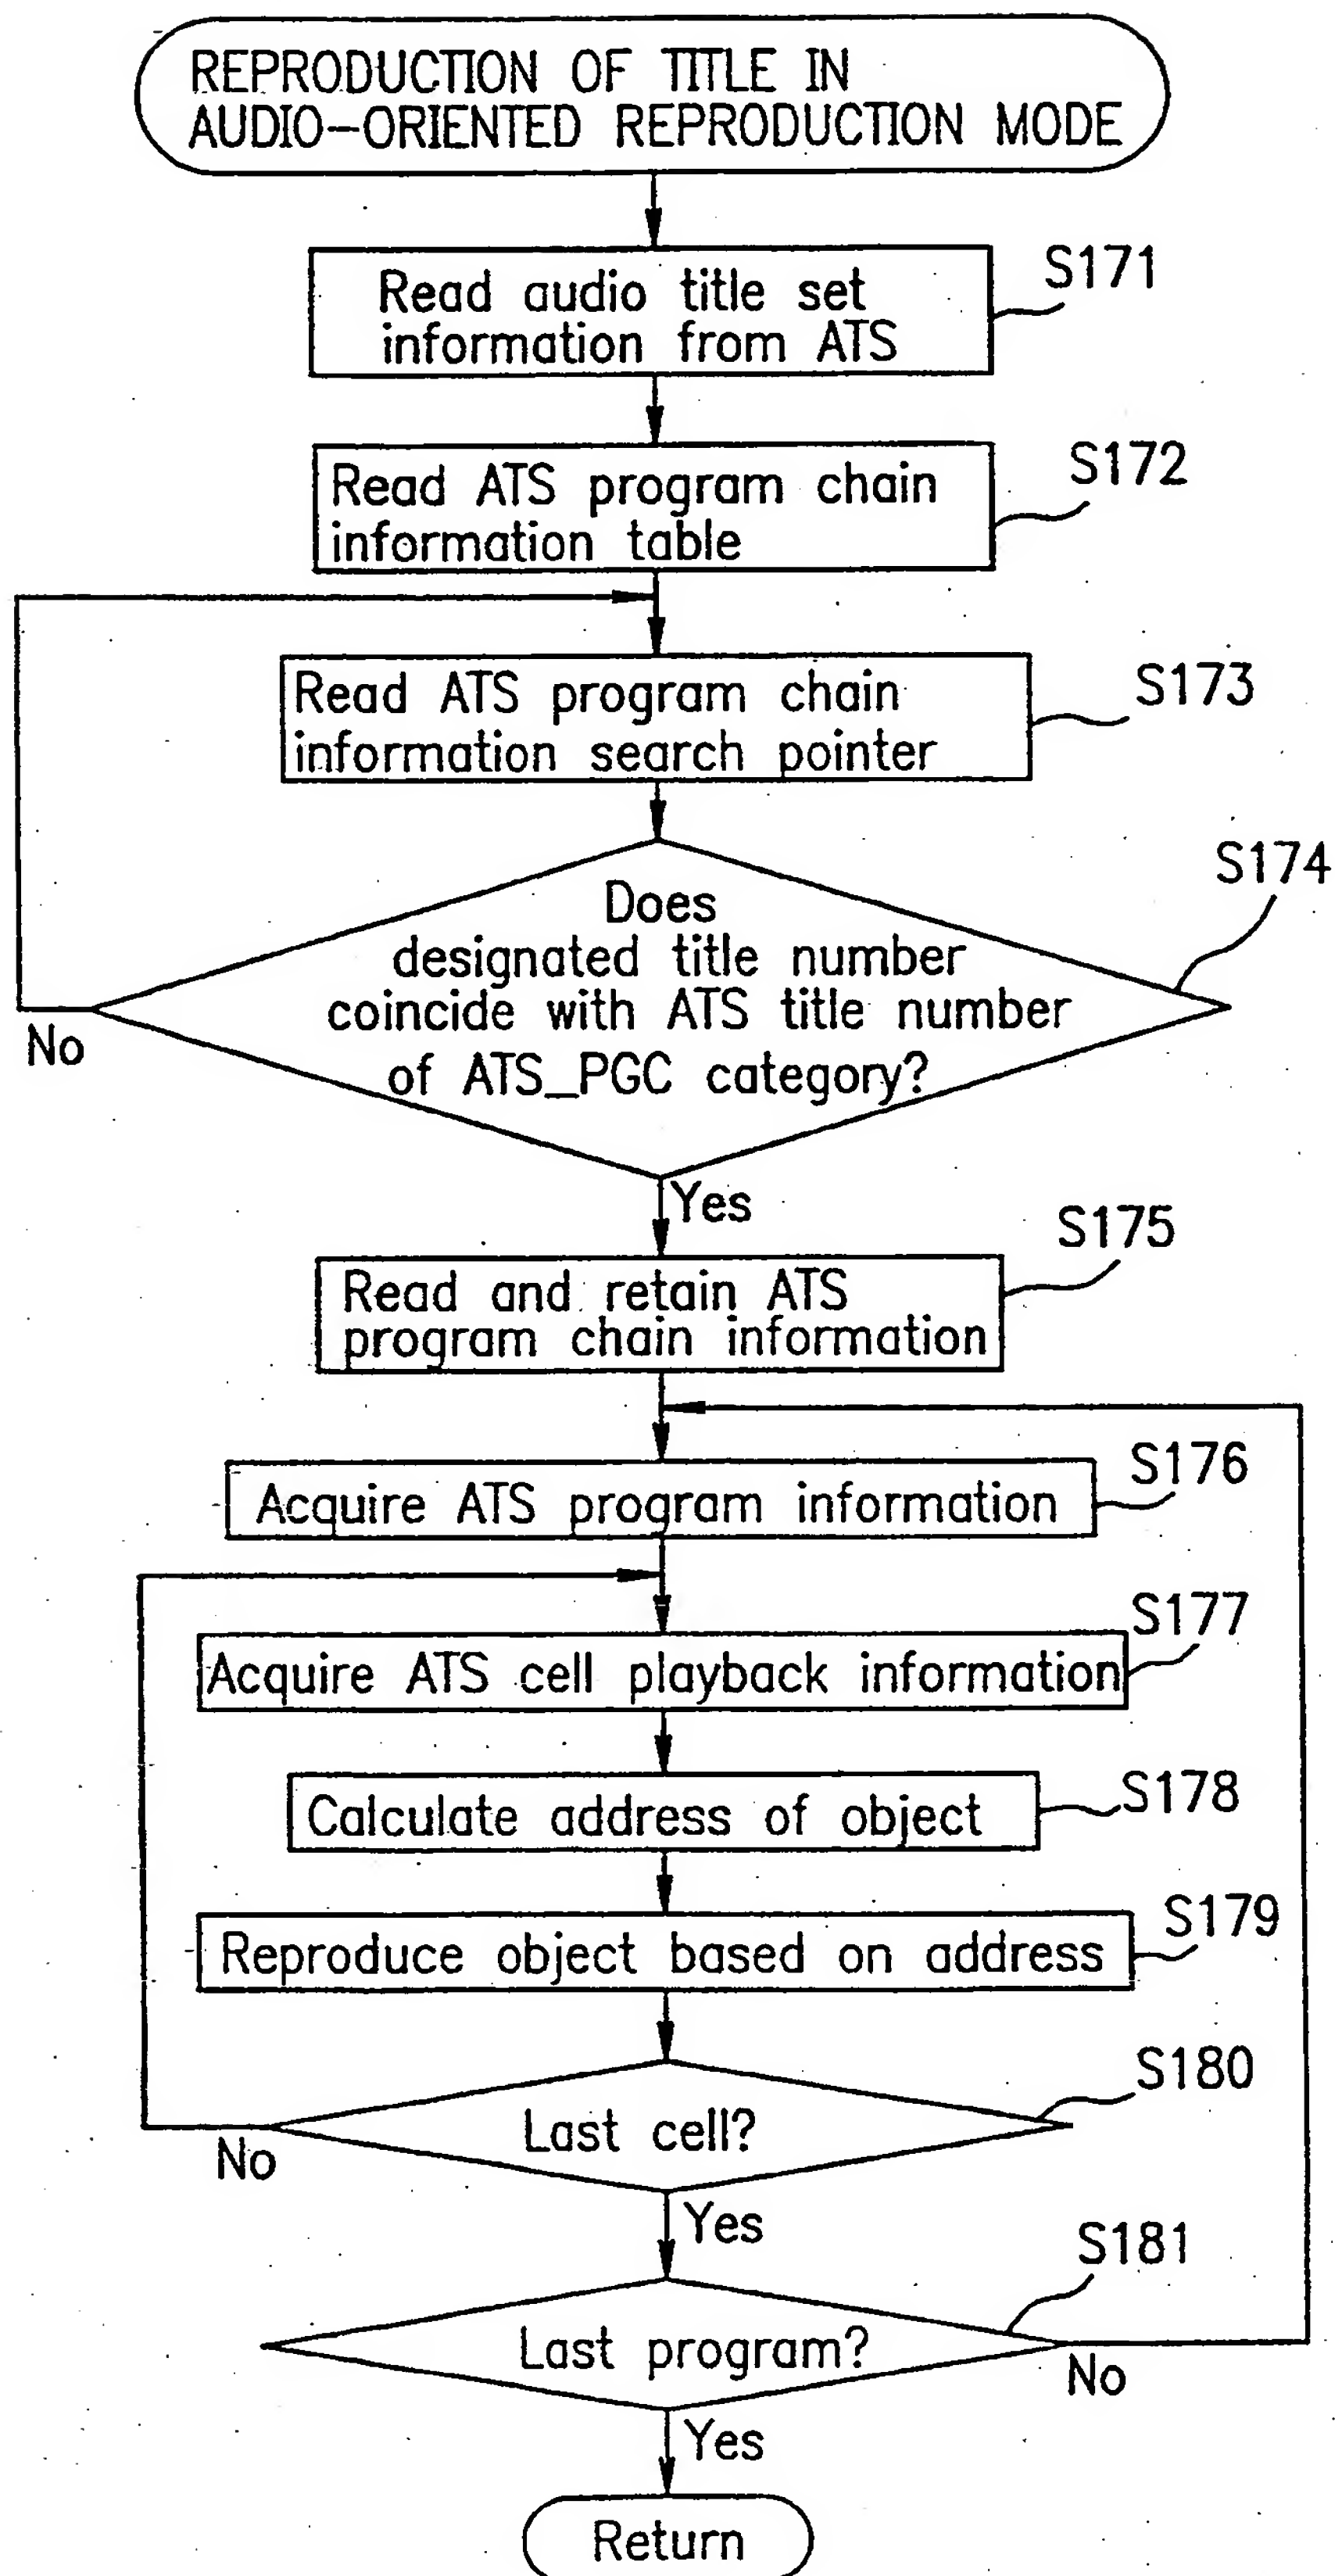 REPRODUCTION OF TITLE IN
AUDIO-ORIENTED REPRODUCTION MODE
Read audio title set
information from ATS
S171
Read ATS program chain
information table
S172
Read ATS program chain
information search pointer
S173
Does
designated title number
coincide with ATS title number
of ATS_PGC category?
S174
No
Yes
Read and retain ATS
program chain information
S175
Acquire ATS program information
S176
Acquire ATS cell playback information
S177
Calculate address of object
S178
Reproduce object based on address
S179
Last cell?
S180
No
Yes
Last program?
S181
No
Yes
Return